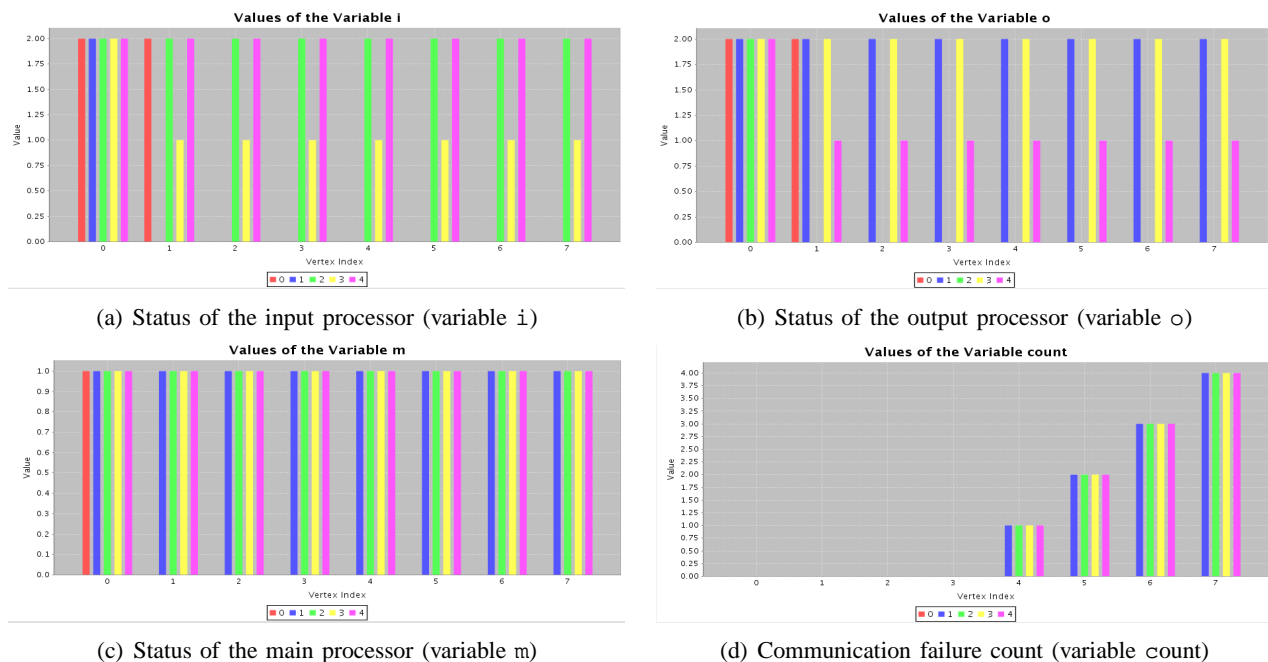 Values of the Variable i
2.00
1.75
1.50
1.25
1.00
0.75
0.50
0.25
0.00
Value
0 1 2 3 4 5 6 7
Vertex Index
0 1 2 3 4
(a) Status of the input processor (variable i)
Values of the Variable o
2.00
1.75
1.50
1.25
1.00
0.75
0.50
0.25
0.00
Value
0 1 2 3 4 5 6 7
Vertex Index
0 1 2 3 4
(b) Status of the output processor (variable o)
Values of the Variable m
1.0
0.9
0.8
0.7
0.6
0.5
0.4
0.3
0.2
0.1
0.0
Value
0 1 2 3 4 5 6 7
Vertex Index
0 1 2 3 4
(c) Status of the main processor (variable m)
Values of the Variable count
4.00
3.75
3.50
3.25
3.00
2.75
2.50
2.25
2.00
1.75
1.50
1.25
1.00
0.75
0.50
0.25
0.00
Value
0 1 2 3 4 5 6 7
Vertex Index
0 1 2 3 4
(d) Communication failure count (variable count)